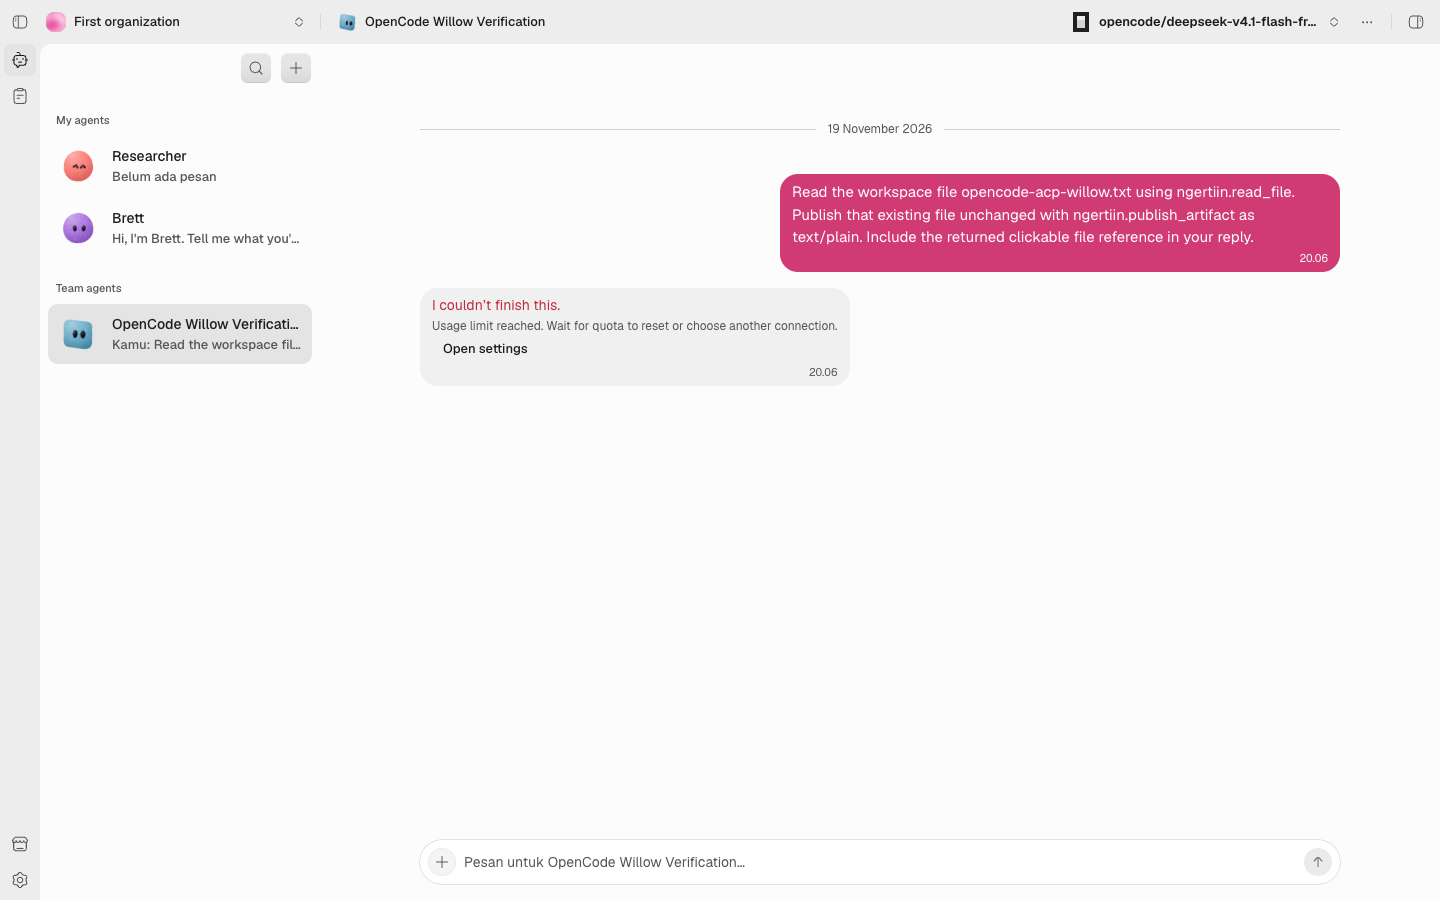 First organization
OpenCode Willow Verification
opencode/deepseek-v4.1-flash-fr...
My agents
Researcher
Belum ada pesan
Brett
Hi, I'm Brett. Tell me what you'...
Team agents
OpenCode Willow Verificati...
Kamu: Read the workspace fil...
19 November 2026
Read the workspace file opencode-acp-willow.txt using ngertiin.read_file.
Publish that existing file unchanged with ngertiin.publish_artifact as
text/plain. Include the returned clickable file reference in your reply.
20.06
I couldn't finish this.
Usage limit reached. Wait for quota to reset or choose another connection.
Open settings
20.06
Pesan untuk OpenCode Willow Verification...